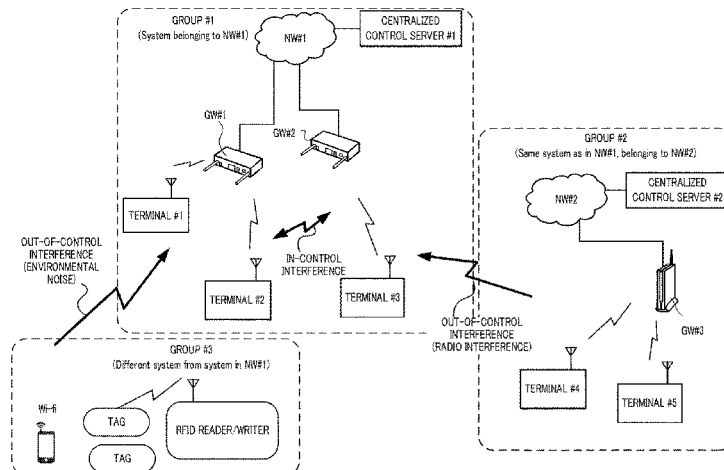 GROUP #1
(System belonging to NW#1)
NW#1
CENTRALIZED
CONTROL SERVER #1
GW#1
GW#2
TERMINAL #1
OUT-OF-CONTROL
INTERFERENCE
(ENVIRONMENTAL
NOISE)
IN-CONTROL
INTERFERENCE
TERMINAL #2
TERMINAL #3
GROUP #2
(Same system as in NW#1, belonging to NW#2)
NW#2
CENTRALIZED
CONTROL SERVER #2
GW#3
OUT-OF-CONTROL
INTERFERENCE
(RADIO INTERFERENCE)
TERMINAL #4
TERMINAL #5
GROUP #3
(Different system from system in NW#1)
Wi-fi
TAG
TAG
RFID READER/WRITER